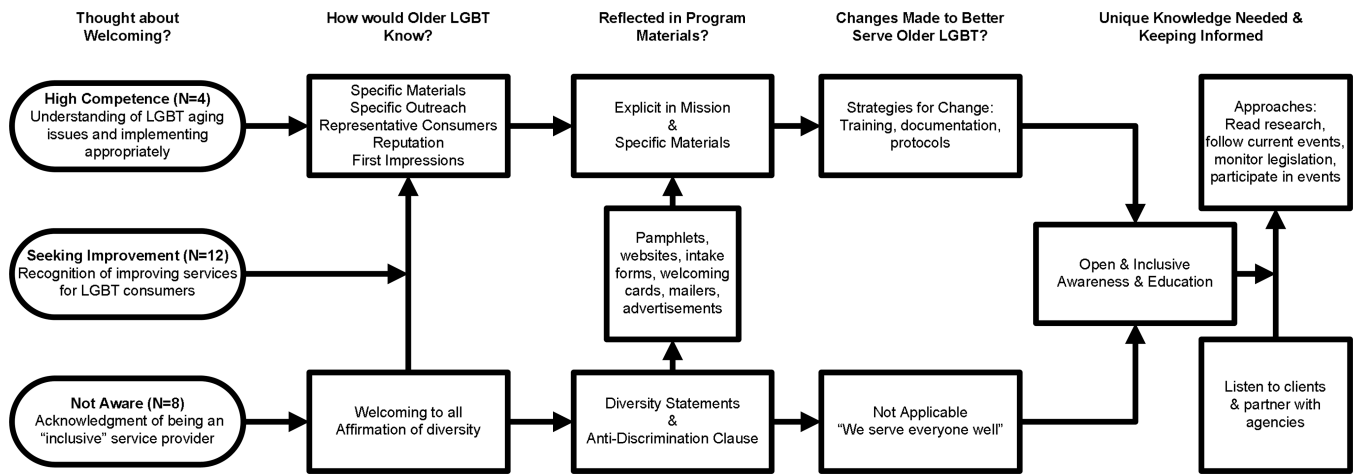 Thought about
Welcoming?
How would Older LGBT
Know?
Reflected in Program
Materials?
Changes Made to Better
Serve Older LGBT?
Unique Knowledge Needed &
Keeping Informed
High Competence (N=4)
Understanding of LGBT aging
issues and implementing
appropriately
Specific Materials
Specific Outreach
Representative Consumers
Reputation
First Impressions
Explicit in Mission
&
Specific Materials
Strategies for Change:
Training, documentation,
protocols
Approaches:
Read research,
follow current events,
monitor legislation,
participate in events
Seeking Improvement (N=12)
Recognition of improving services
for LGBT consumers
Pamphlets,
websites, intake
forms, welcoming
cards, mailers,
advertisements
Open & Inclusive
Awareness & Education
Not Aware (N=8)
Acknowledgment of being an
“inclusive” service provider
Welcoming to all
Affirmation of diversity
Diversity Statements
&
Anti-Discrimination Clause
Not Applicable
“We serve everyone well”
Listen to clients
& partner with
agencies